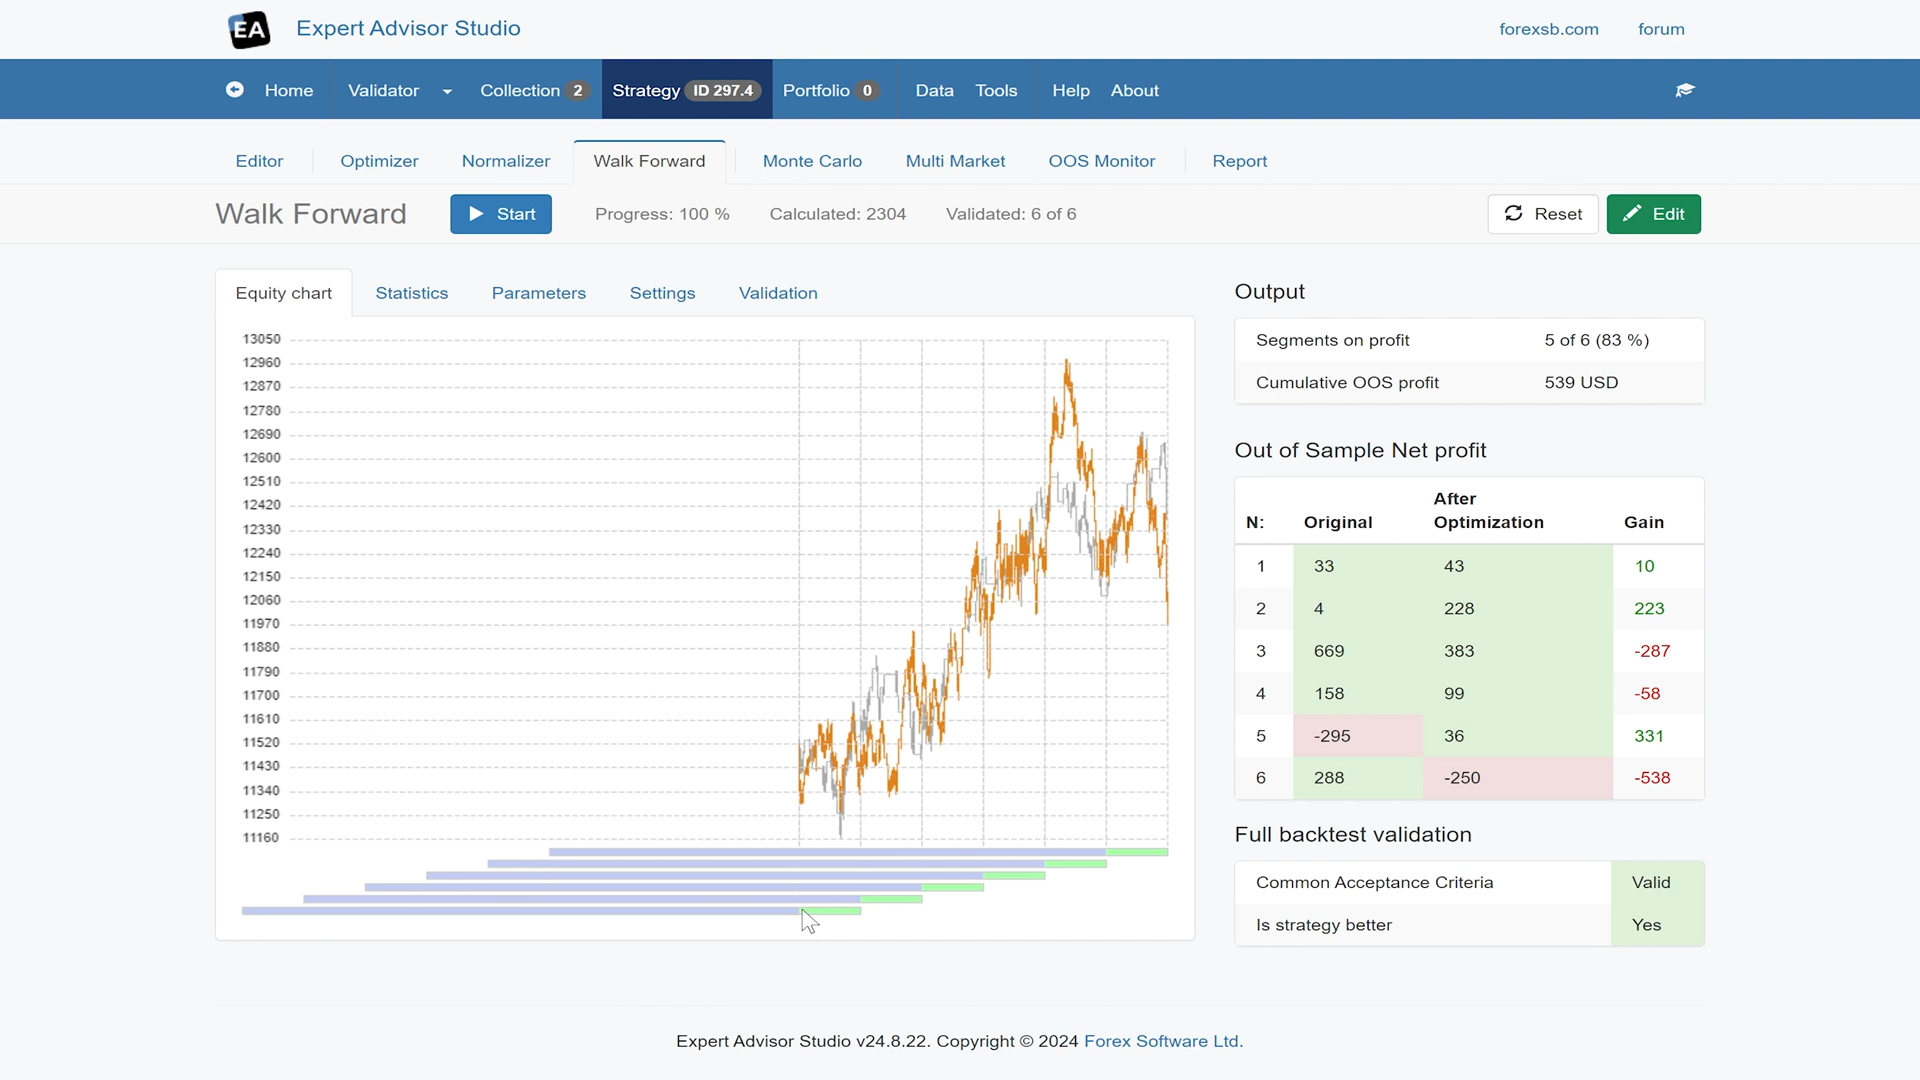 EA Expert Advisor Studio forexsb.com forum
Home Validator Collection 2 Strategy ID 297.4 Portfolio 0 Data Tools Help About
Editor Optimizer Normalizer Walk Forward Monte Carlo Multi Market OOS Monitor Report
Walk Forward Start Progress: 100 % Calculated: 2304 Validated: 6 of 6 Reset Edit
Equity chart Statistics Parameters Settings Validation
13050
12960
12870
12780
12690
12600
12510
12420
12330
12240
12150
12060
11970
11880
11790
11700
11610
11520
11430
11340
11250
11160
Output
Segments on profit 5 of 6 (83 %)
Cumulative OOS profit 539 USD
Out of Sample Net profit
N: Original After Optimization Gain
1 33 43 10
2 4 228 223
3 669 383 -287
4 158 99 -58
5 -295 36 331
6 288 -250 -538
Full backtest validation
Common Acceptance Criteria Valid
Is strategy better Yes
Expert Advisor Studio v24.8.22. Copyright © 2024 Forex Software Ltd.